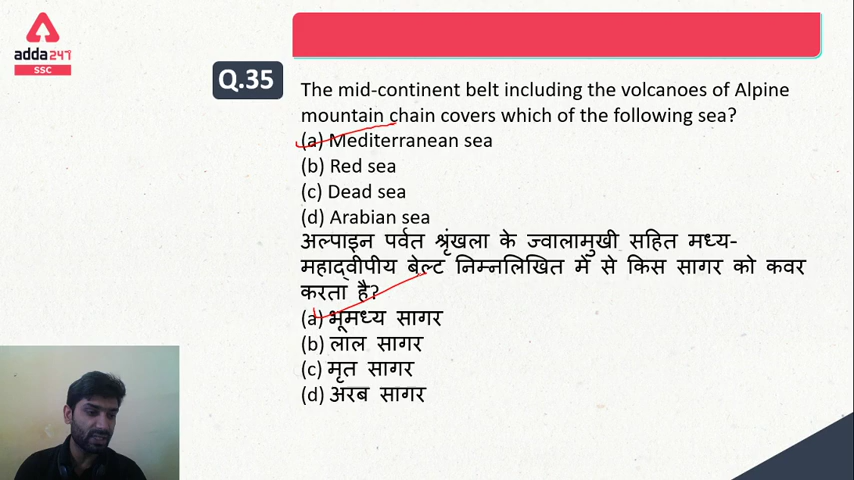 adda247
SSC
Q.35
The mid-continent belt including the volcanoes of Alpine
mountain chain covers which of the following sea?
(a) Mediterranean sea
(b) Red sea
(c) Dead sea
(d) Arabian sea
अल्पाइन पर्वत श्रृंखला के ज्वालामुखी सहित मध्य-
महाद्वीपीय बेल्ट निम्नलिखित में से किस सागर को कवर
करता है?
(a) भूमध्य सागर
(b) लाल सागर
(c) मृत सागर
(d) अरब सागर